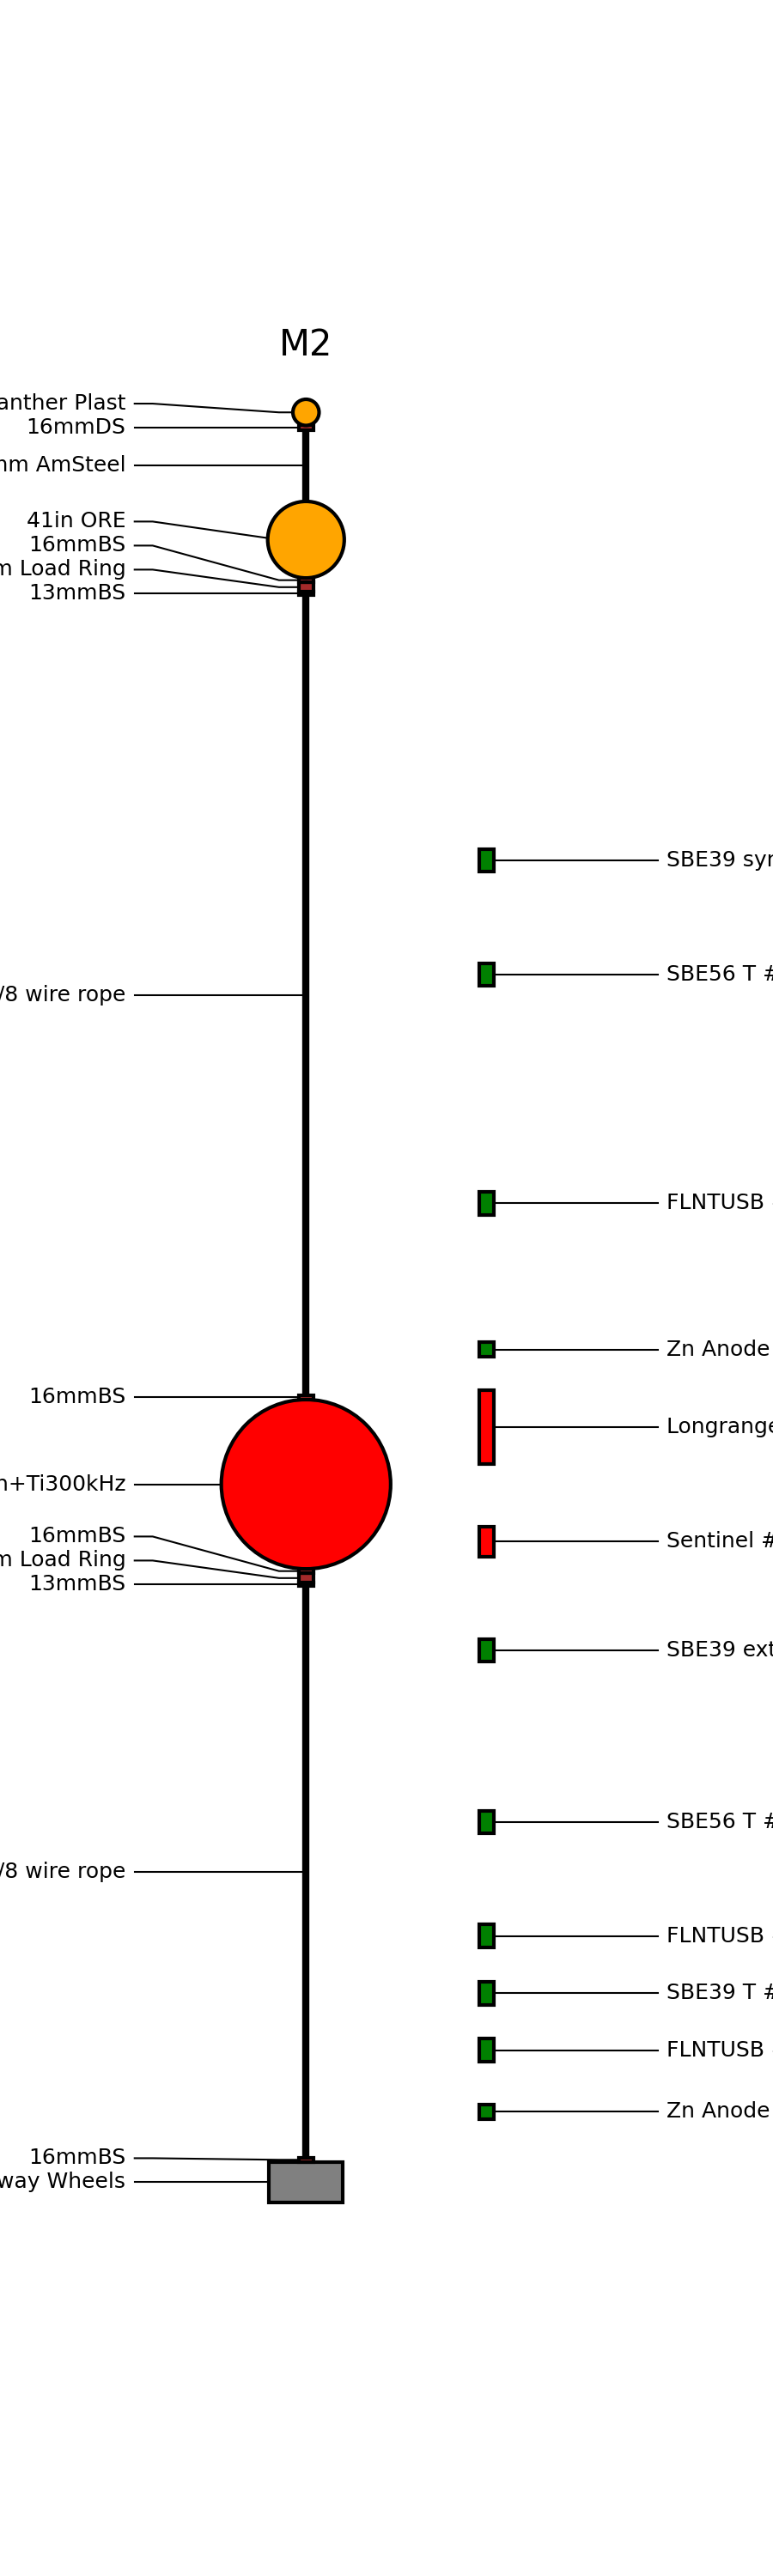 M2
anther Plast
16mmDS
m AmSteel
41in ORE
16mmBS
m Load Ring
13mmBS
SBE39 syn
SBE56 T #
/8 wire rope
FLNTUSB
Zn Anode
16mmBS
Longrange
n+Ti300kHz
16mmBS
Sentinel #
m Load Ring
13mmBS
SBE39 ext
SBE56 T #
/8 wire rope
FLNTUSB
SBE39 T #
FLNTUSB
Zn Anode
16mmBS
way Wheels